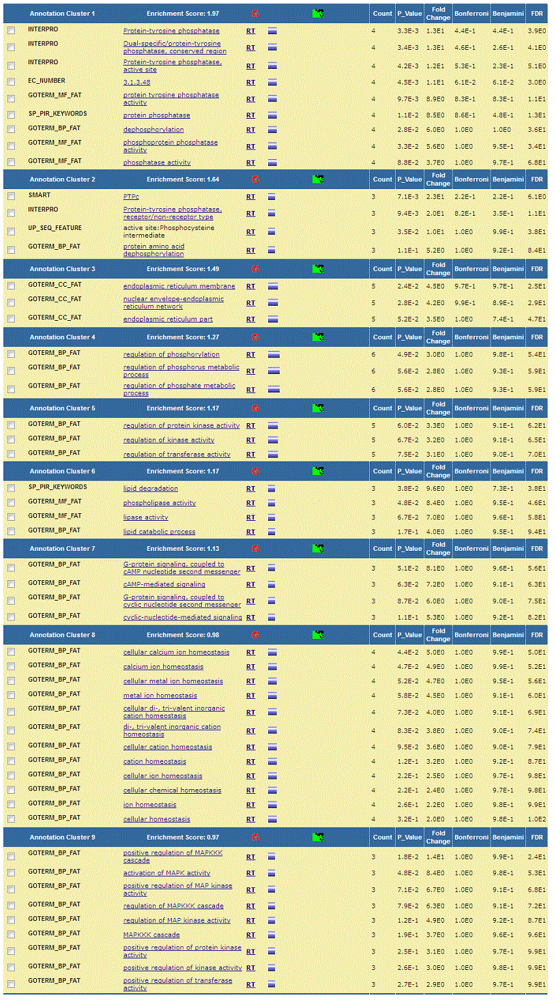 Annotation Cluster 1 Enrichment Score: 1.97 G Count P_Value Fold Change Bonferroni Benjamini FDR
INTERPRO Protein-tyrosine phosphatase RT 4 3.3E-3 1.3E1 4.4E-1 4.4E-1 3.9E0
INTERPRO Dual-specific/protein-tyrosine phosphatase, conserved region RT 4 3.4E-3 1.3E1 4.6E-1 2.6E-1 4.1E0
INTERPRO Protein-tyrosine phosphatase, active site RT 4 4.2E-3 1.2E1 5.3E-1 2.3E-1 5.1E0
EC_NUMBER 3.1.3.48 RT 4 4.5E-3 1.1E1 6.1E-2 6.1E-2 3.0E0
GOTERM_MF_FAT protein tyrosine phosphatase activity RT 4 9.7E-3 8.9E0 8.3E-1 8.3E-1 1.1E1
SP_PIR_KEYWORDS protein phosphatase RT 4 1.1E-2 8.5E0 8.6E-1 4.8E-1 1.3E1
GOTERM_BP_FAT dephosphorylation RT 4 2.8E-2 6.0E0 1.0E0 1.0E0 3.6E1
GOTERM_MF_FAT phosphoprotein phosphatase activity RT 4 3.3E-2 5.6E0 1.0E0 9.5E-1 3.4E1
GOTERM_MF_FAT phosphatase activity RT 4 8.8E-2 3.7E0 1.0E0 9.7E-1 6.8E1
Annotation Cluster 2 Enrichment Score: 1.64 G Count P_Value Fold Change Bonferroni Benjamini FDR
SMART PTPc RT 3 7.1E-3 2.3E1 2.2E-1 2.2E-1 6.1E0
INTERPRO Protein-tyrosine phosphatase, receptor/non-receptor type RT 3 9.4E-3 2.0E1 8.2E-1 3.5E-1 1.1E1
UP_SEQ_FEATURE active site:Phosphocysteine intermediate RT 3 3.5E-2 1.0E1 1.0E0 9.9E-1 3.8E1
GOTERM_BP_FAT protein amino acid dephosphorylation RT 3 1.1E-1 5.2E0 1.0E0 9.2E-1 8.4E1
Annotation Cluster 3 Enrichment Score: 1.49 G Count P_Value Fold Change Bonferroni Benjamini FDR
GOTERM_CC_FAT endoplasmic reticulum membrane RT 5 2.4E-2 4.5E0 9.7E-1 9.7E-1 2.5E1
GOTERM_CC_FAT nuclear envelope-endoplasmic reticulum network RT 5 2.8E-2 4.2E0 9.9E-1 8.9E-1 2.9E1
GOTERM_CC_FAT endoplasmic reticulum part RT 5 5.2E-2 3.5E0 1.0E0 7.4E-1 4.7E1
Annotation Cluster 4 Enrichment Score: 1.27 G Count P_Value Fold Change Bonferroni Benjamini FDR
GOTERM_BP_FAT regulation of phosphorylation RT 6 4.9E-2 3.0E0 1.0E0 9.8E-1 5.4E1
GOTERM_BP_FAT regulation of phosphorus metabolic process RT 6 5.6E-2 2.8E0 1.0E0 9.3E-1 5.9E1
GOTERM_BP_FAT regulation of phosphate metabolic process RT 6 5.6E-2 2.8E0 1.0E0 9.3E-1 5.9E1
Annotation Cluster 5 Enrichment Score: 1.17 G Count P_Value Fold Change Bonferroni Benjamini FDR
GOTERM_BP_FAT regulation of protein kinase activity RT 5 6.0E-2 3.3E0 1.0E0 9.1E-1 6.2E1
GOTERM_BP_FAT regulation of kinase activity RT 5 6.7E-2 3.2E0 1.0E0 9.1E-1 6.5E1
GOTERM_BP_FAT regulation of transferase activity RT 5 7.5E-2 3.1E0 1.0E0 9.0E-1 7.0E1
Annotation Cluster 6 Enrichment Score: 1.17 G Count P_Value Fold Change Bonferroni Benjamini FDR
SP_PIR_KEYWORDS lipid degradation RT 3 3.8E-2 9.6E0 1.0E0 7.3E-1 3.8E1
GOTERM_MF_FAT phospholipase activity RT 3 4.8E-2 8.4E0 1.0E0 9.5E-1 4.6E1
GOTERM_MF_FAT lipase activity RT 3 6.7E-2 7.0E0 1.0E0 9.6E-1 5.8E1
GOTERM_BP_FAT lipid catabolic process RT 3 1.7E-1 4.0E0 1.0E0 9.5E-1 9.4E1
Annotation Cluster 7 Enrichment Score: 1.13 G Count P_Value Fold Change Bonferroni Benjamini FDR
GOTERM_BP_FAT G-protein signaling, coupled to cAMP nucleotide second messenger RT 3 5.1E-2 8.1E0 1.0E0 9.6E-1 5.6E1
GOTERM_BP_FAT cAMP-mediated signaling RT 3 6.3E-2 7.2E0 1.0E0 9.1E-1 6.3E1
GOTERM_BP_FAT G-protein signaling, coupled to cyclic nucleotide second messenger RT 3 8.7E-2 6.0E0 1.0E0 9.0E-1 7.5E1
GOTERM_BP_FAT cyclic-nucleotide-mediated signaling RT 3 1.1E-1 5.3E0 1.0E0 9.2E-1 8.2E1
Annotation Cluster 8 Enrichment Score: 0.98 G Count P_Value Fold Change Bonferroni Benjamini FDR
GOTERM_BP_FAT cellular calcium ion homeostasis RT 4 4.4E-2 5.0E0 1.0E0 9.9E-1 5.0E1
GOTERM_BP_FAT calcium ion homeostasis RT 4 4.7E-2 4.9E0 1.0E0 9.9E-1 5.2E1
GOTERM_BP_FAT cellular metal ion homeostasis RT 4 5.2E-2 4.7E0 1.0E0 9.5E-1 5.6E1
GOTERM_BP_FAT metal ion homeostasis RT 4 5.8E-2 4.5E0 1.0E0 9.1E-1 6.0E1
GOTERM_BP_FAT cellular di-, tri-valent inorganic cation homeostasis RT 4 7.3E-2 4.0E0 1.0E0 9.1E-1 6.9E1
GOTERM_BP_FAT di-, tri-valent inorganic cation homeostasis RT 4 8.3E-2 3.8E0 1.0E0 9.0E-1 7.4E1
GOTERM_BP_FAT cellular cation homeostasis RT 4 9.5E-2 3.6E0 1.0E0 9.0E-1 7.9E1
GOTERM_BP_FAT cation homeostasis RT 4 1.2E-1 3.2E0 1.0E0 9.2E-1 8.7E1
GOTERM_BP_FAT cellular ion homeostasis RT 4 2.2E-1 2.5E0 1.0E0 9.7E-1 9.8E1
GOTERM_BP_FAT cellular chemical homeostasis RT 4 2.2E-1 2.4E0 1.0E0 9.7E-1 9.8E1
GOTERM_BP_FAT ion homeostasis RT 4 2.6E-1 2.2E0 1.0E0 9.8E-1 9.9E1
GOTERM_BP_FAT cellular homeostasis RT 4 3.2E-1 2.0E0 1.0E0 9.8E-1 1.0E2
Annotation Cluster 9 Enrichment Score: 0.97 G Count P_Value Fold Change Bonferroni Benjamini FDR
GOTERM_BP_FAT positive regulation of MAPKKK cascade RT 3 1.8E-2 1.4E1 1.0E0 9.9E-1 2.4E1
GOTERM_BP_FAT activation of MAPK activity RT 3 4.8E-2 8.4E0 1.0E0 9.8E-1 5.3E1
GOTERM_BP_FAT positive regulation of MAP kinase activity RT 3 7.1E-2 6.7E0 1.0E0 9.1E-1 6.8E1
GOTERM_BP_FAT regulation of MAPKKK cascade RT 3 7.9E-2 6.3E0 1.0E0 9.1E-1 7.2E1
GOTERM_BP_FAT regulation of MAP kinase activity RT 3 1.2E-1 4.9E0 1.0E0 9.2E-1 8.7E1
GOTERM_BP_FAT MAPKKK cascade RT 3 1.9E-1 3.7E0 1.0E0 9.6E-1 9.6E1
GOTERM_BP_FAT positive regulation of protein kinase activity RT 3 2.5E-1 3.1E0 1.0E0 9.7E-1 9.9E1
GOTERM_BP_FAT positive regulation of kinase activity RT 3 2.6E-1 3.0E0 1.0E0 9.8E-1 9.9E1
GOTERM_BP_FAT positive regulation of transferase activity RT 3 2.7E-1 2.9E0 1.0E0 9.7E-1 9.9E1